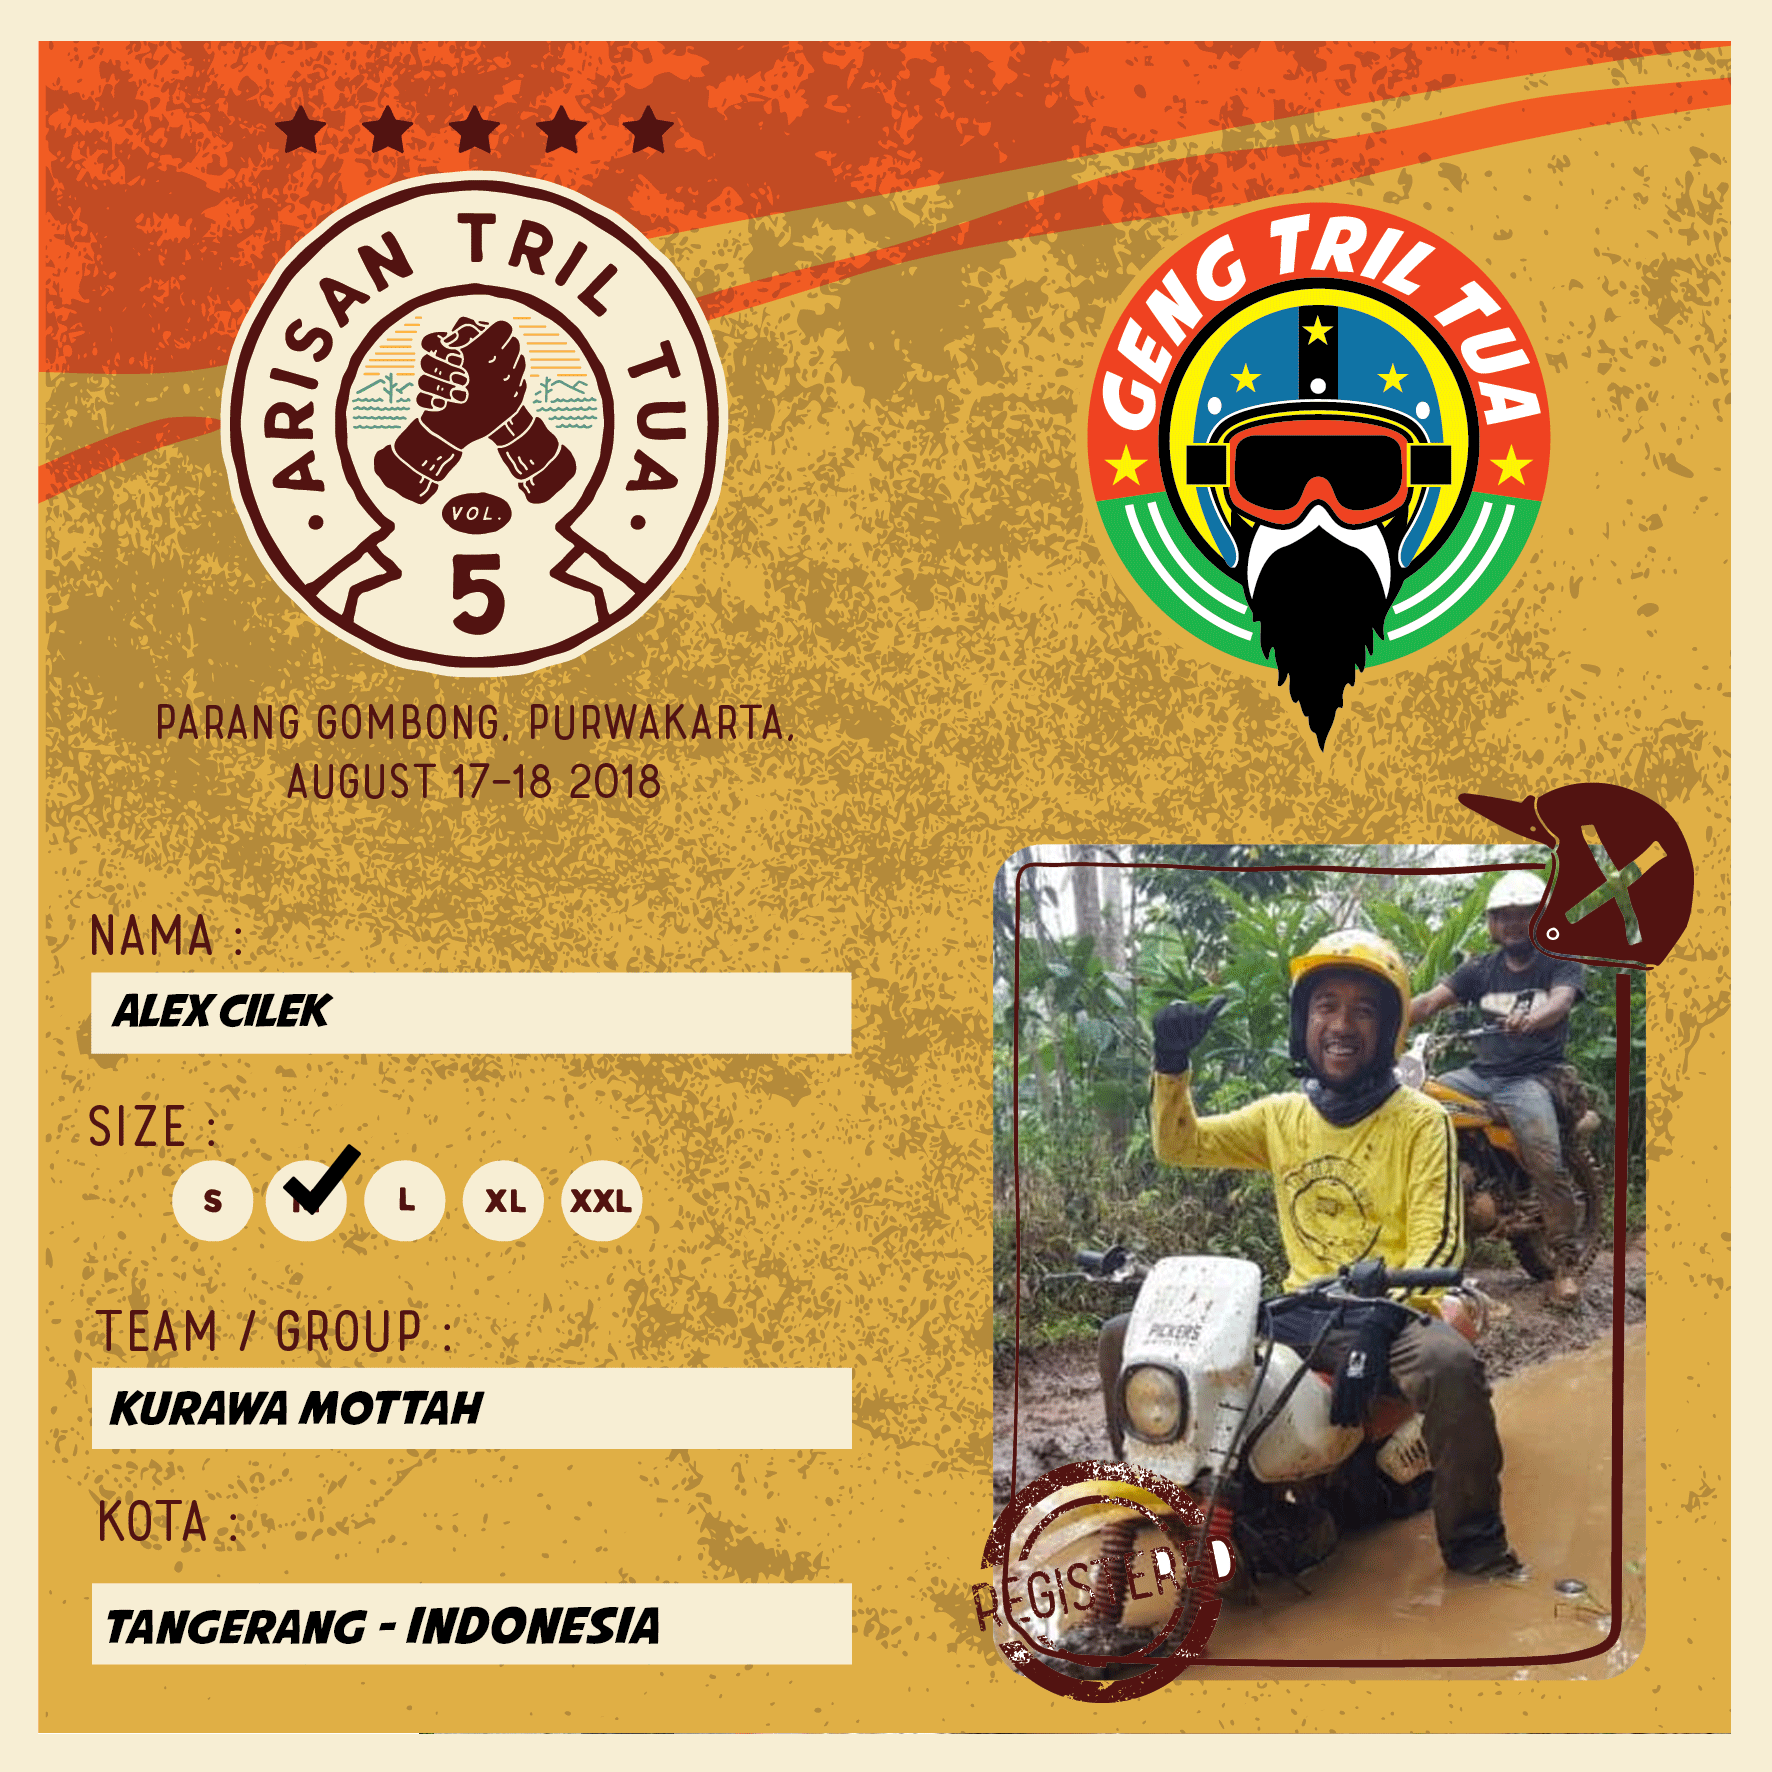 ARISAN TRIL TUA
VOL.
5
GENG TRIL TUA
PARANG GOMBONG, PURWAKARTA,
AUGUST 17-18 2018
NAMA :
ALEX CILEK
SIZE :
S M L XL XXL
TEAM / GROUP :
KURAWA MOTTAH
KOTA :
TANGERANG - INDONESIA
PICKERS
REGISTERED